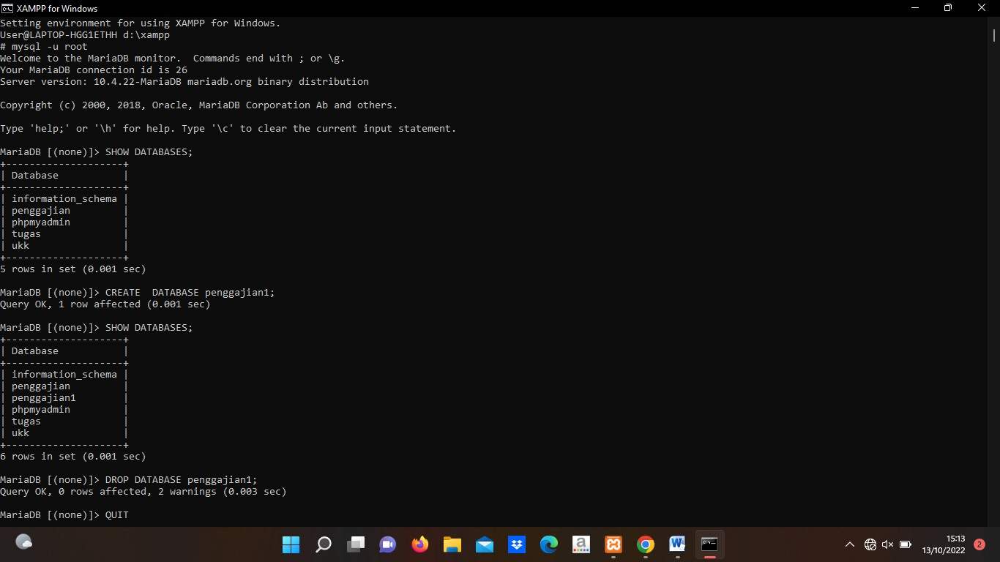 XAMPP for Windows
Setting environment for using XAMPP for Windows.
User@LAPTOP-HGG1ETHH d:\xampp
# mysql -u root
Welcome to the MariaDB monitor.  Commands end with ; or \g.
Your MariaDB connection id is 26
Server version: 10.4.22-MariaDB mariadb.org binary distribution

Copyright (c) 2000, 2018, Oracle, MariaDB Corporation Ab and others.

Type 'help;' or '\h' for help. Type '\c' to clear the current input statement.

MariaDB [(none)]> SHOW DATABASES;
+--------------------+
| Database           |
+--------------------+
| information_schema |
| penggajian         |
| phpmyadmin         |
| tugas              |
| ukk                |
+--------------------+
5 rows in set (0.001 sec)

MariaDB [(none)]> CREATE  DATABASE penggajian1;
Query OK, 1 row affected (0.001 sec)

MariaDB [(none)]> SHOW DATABASES;
+--------------------+
| Database           |
+--------------------+
| information_schema |
| penggajian         |
| penggajian1        |
| phpmyadmin         |
| tugas              |
| ukk                |
+--------------------+
6 rows in set (0.001 sec)

MariaDB [(none)]> DROP DATABASE penggajian1;
Query OK, 0 rows affected, 2 warnings (0.003 sec)

MariaDB [(none)]> QUIT
15:13
13/10/2022
2